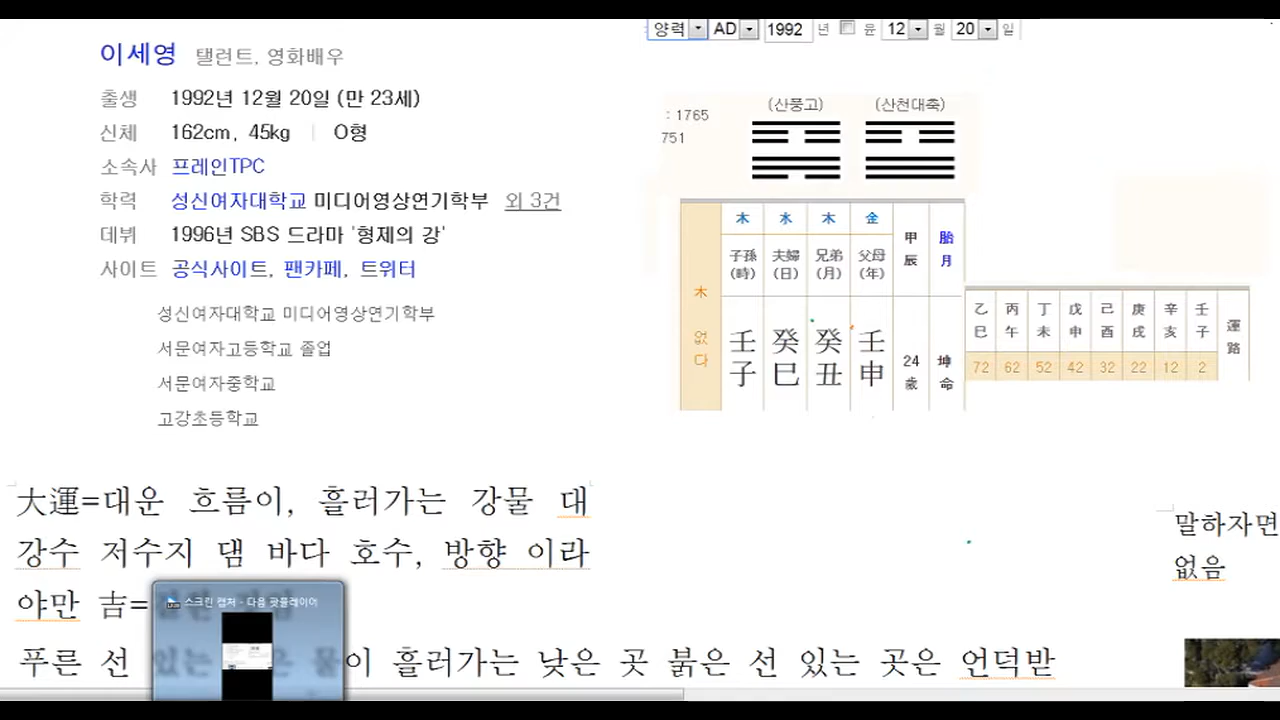 이세영 탤런트, 영화배우
출생 1992년 12월 20일 (만 23세)
신체 162cm, 45kg | O형
소속사 프레인TPC
학력 성신여자대학교 미디어영상연기학부 외 3건
데뷔 1996년 SBS 드라마 '형제의 강'
사이트 공식사이트, 팬카페, 트위터
성신여자대학교 미디어영상연기학부
서문여자고등학교 졸업
서문여자중학교
고강초등학교
양력 AD 1992 년 윤 12 월 20 일
(산풍고) (산천대축)
: 1765
751
木 水 木 金
子孫 夫婦 兄弟 父母
(時) (日) (月) (年)
甲辰 胎月
木 없다
壬 癸 癸 壬
子 巳 丑 申
24歲 坤命
乙 丙 丁 戊 己 庚 辛 壬
巳 午 未 申 酉 戌 亥 子
72 62 52 42 32 22 12 2
運路
大運=대운 흐름이, 흘러가는 강물 대
강수 저수지 댐 바다 호수, 방향 이라
야만 吉=
스크린 캡처 - 다음 팟플레이어
푸른 선 있는 물이 흘러가는 낮은 곳 붉은 선 있는 곳은 언덕받
말하자면
없음